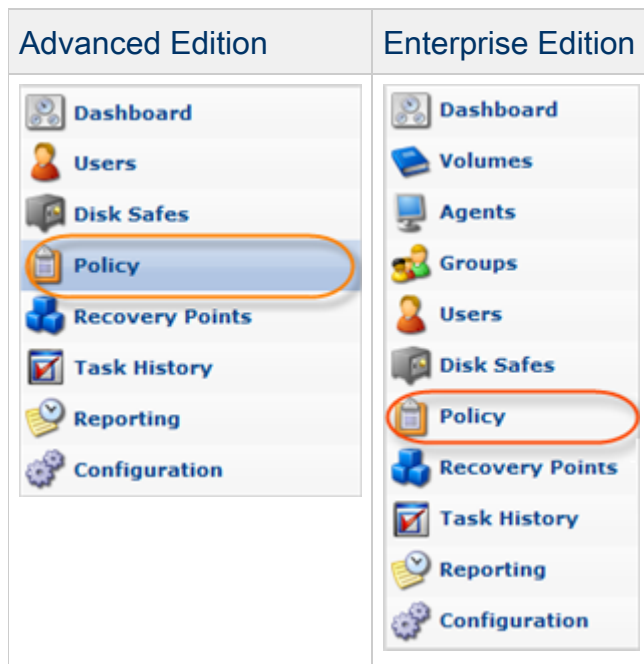 Advanced Edition
Enterprise Edition
Dashboard
Users
Disk Safes
Policy
Recovery Points
Task History
Reporting
Configuration
Dashboard
Volumes
Agents
Groups
Users
Disk Safes
Policy
Recovery Points
Task History
Reporting
Configuration